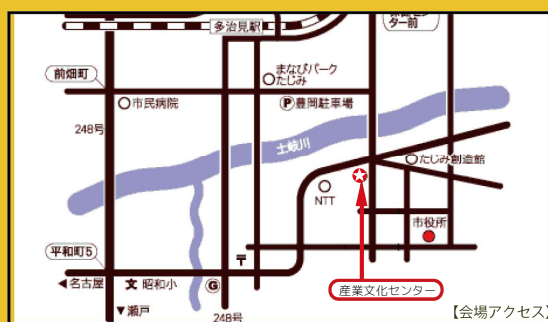 多治見駅
ター前
前畑町
まなびパーク
たじみ
市民病院
P
豊岡駐車場
248号
土岐川
たじみ創造館
NTT
市役所
平和町5
〒
名古屋
文 昭和小
G
産業文化センター
瀬戸
248号
【会場アクセス】